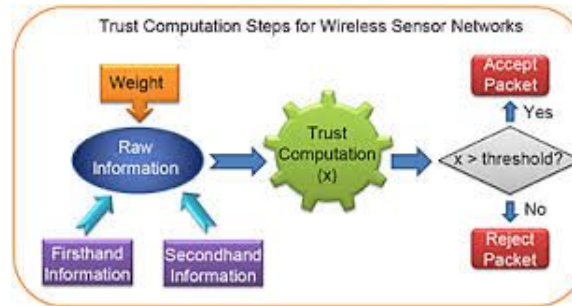 Trust Computation Steps for Wireless Sensor Networks
Weight
Raw
Information
Firsthand
Information
Secondhand
Information
Trust
Computation
(x)
x > threshold?
Yes
Accept
Packet
No
Reject
Packet